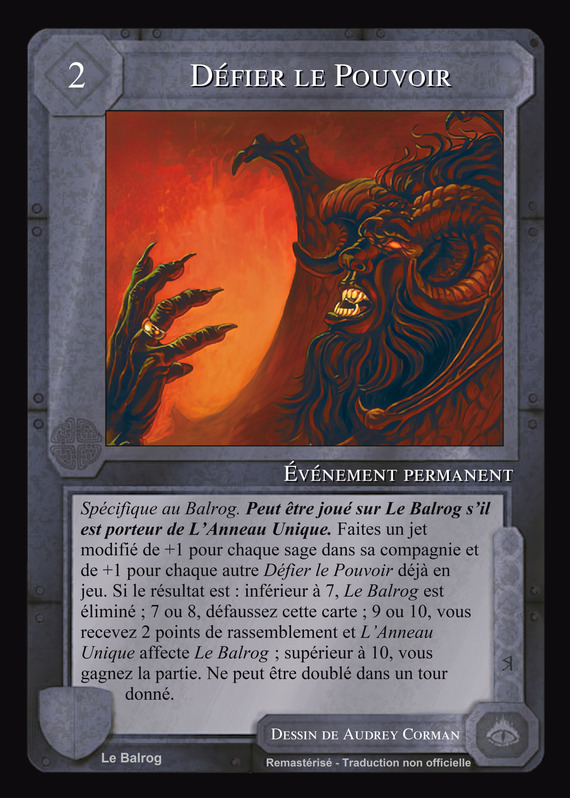 2
DÉFIER LE POUVOIR
ÉVÉNEMENT PERMANENT
Spécifique au Balrog. Peut être joué sur Le Balrog s'il
est porteur de L'Anneau Unique. Faites un jet
modifié de +1 pour chaque sage dans sa compagnie et
de +1 pour chaque autre Défier le Pouvoir déjà en
jeu. Si le résultat est : inférieur à 7, Le Balrog est
éliminé ; 7 ou 8, défaussez cette carte ; 9 ou 10, vous
recevez 2 points de rassemblement et L'Anneau
Unique affecte Le Balrog ; supérieur à 10, vous
gagnez la partie. Ne peut être doublé dans un tour
donné.
DESSIN DE AUDREY CORMAN
Le Balrog
Remastérisé - Traduction non officielle